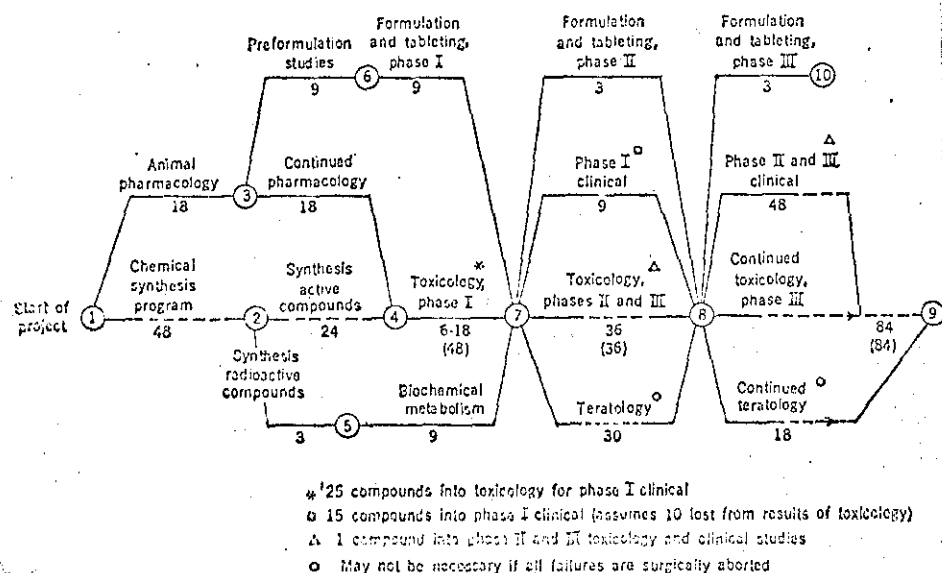 Preformulation
studies
9
6
Formulation
and tableting,
phase I
9
Formulation
and tableting,
phase II
3
Formulation
and tableting,
phase III
3
10
Animal
pharmacology
18
3
Continued
pharmacology
18
Phase I □
clinical
9
Phase II and III △
clinical
48
Start of
project
1
Chemical
synthesis
program
48
2
Synthesis
active
compounds
24
4
Toxicology, *
phase I
6-18
(48)
7
Toxicology, △
phases II and III
36
(36)
8
Continued
toxicology,
phase III
84
(84)
9
Synthesis
radioactive
compounds
3
5
Biochemical
metabolism
9
Teratology ○
30
Continued ○
teratology
18
* 25 compounds into toxicology for phase I clinical
□ 15 compounds into phase I clinical (assumes 10 lost from results of toxicology)
△ 1 compound into phase II and III toxicology and clinical studies
○ May not be necessary if all failures are surgically aborted